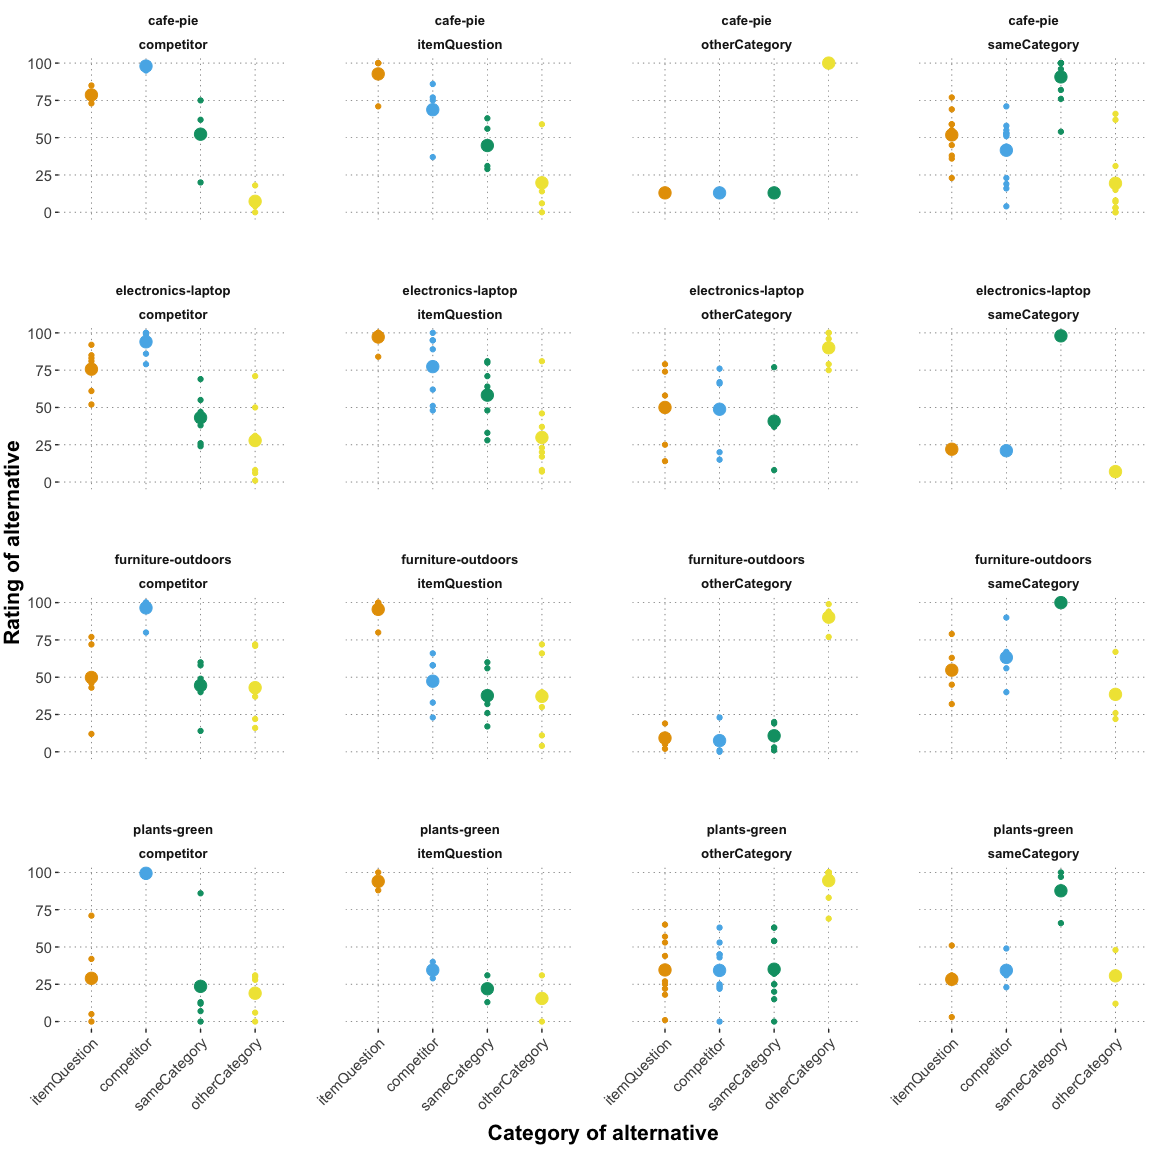 cafe-pie cafe-pie cafe-pie cafe-pie
competitor itemQuestion otherCategory sameCategory
100
75
50
25
0
electronics-laptop electronics-laptop electronics-laptop electronics-laptop
competitor itemQuestion otherCategory sameCategory
100
75
50
25
0
Rating of alternative
furniture-outdoors furniture-outdoors furniture-outdoors furniture-outdoors
competitor itemQuestion otherCategory sameCategory
100
75
50
25
0
plants-green plants-green plants-green plants-green
competitor itemQuestion otherCategory sameCategory
100
75
50
25
0
itemQuestion competitor sameCategory otherCategory itemQuestion competitor sameCategory otherCategory itemQuestion competitor sameCategory otherCategory itemQuestion competitor sameCategory otherCategory
Category of alternative